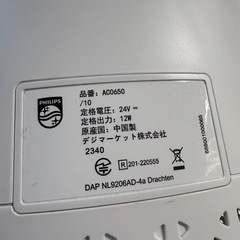 PHILIPS
品番: AC0650
/10
定格電圧: 24V ⎓
定格出力: 12W
原産国: 中国製
デジマーケット株式会社
2340
R 201-220555
DAP NL9206AD-4a Drachten